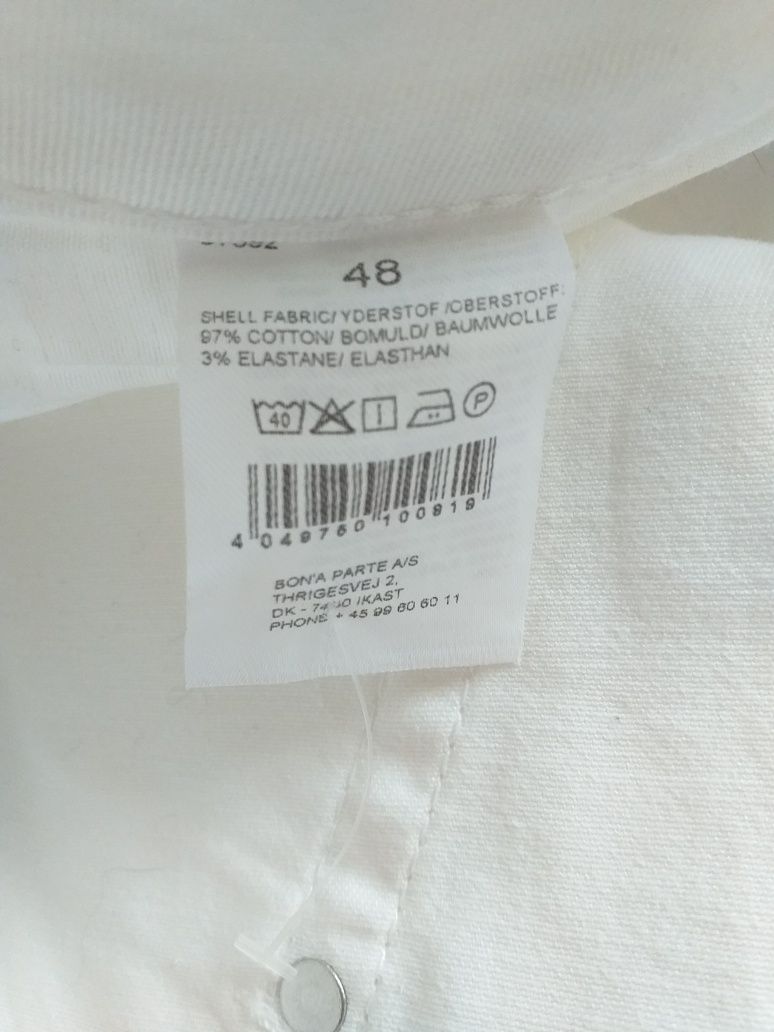 48
SHELL FABRIC/ YDERSTOF /OBERSTOFF:
97% COTTON/ BOMULD/ BAUMWOLLE
3% ELASTANE/ ELASTHAN
40 P
4 049760 100819
BON'A PARTE A/S
THRIGESVEJ 2,
DK - IKAST
PHONE + 45 99 60 60 11